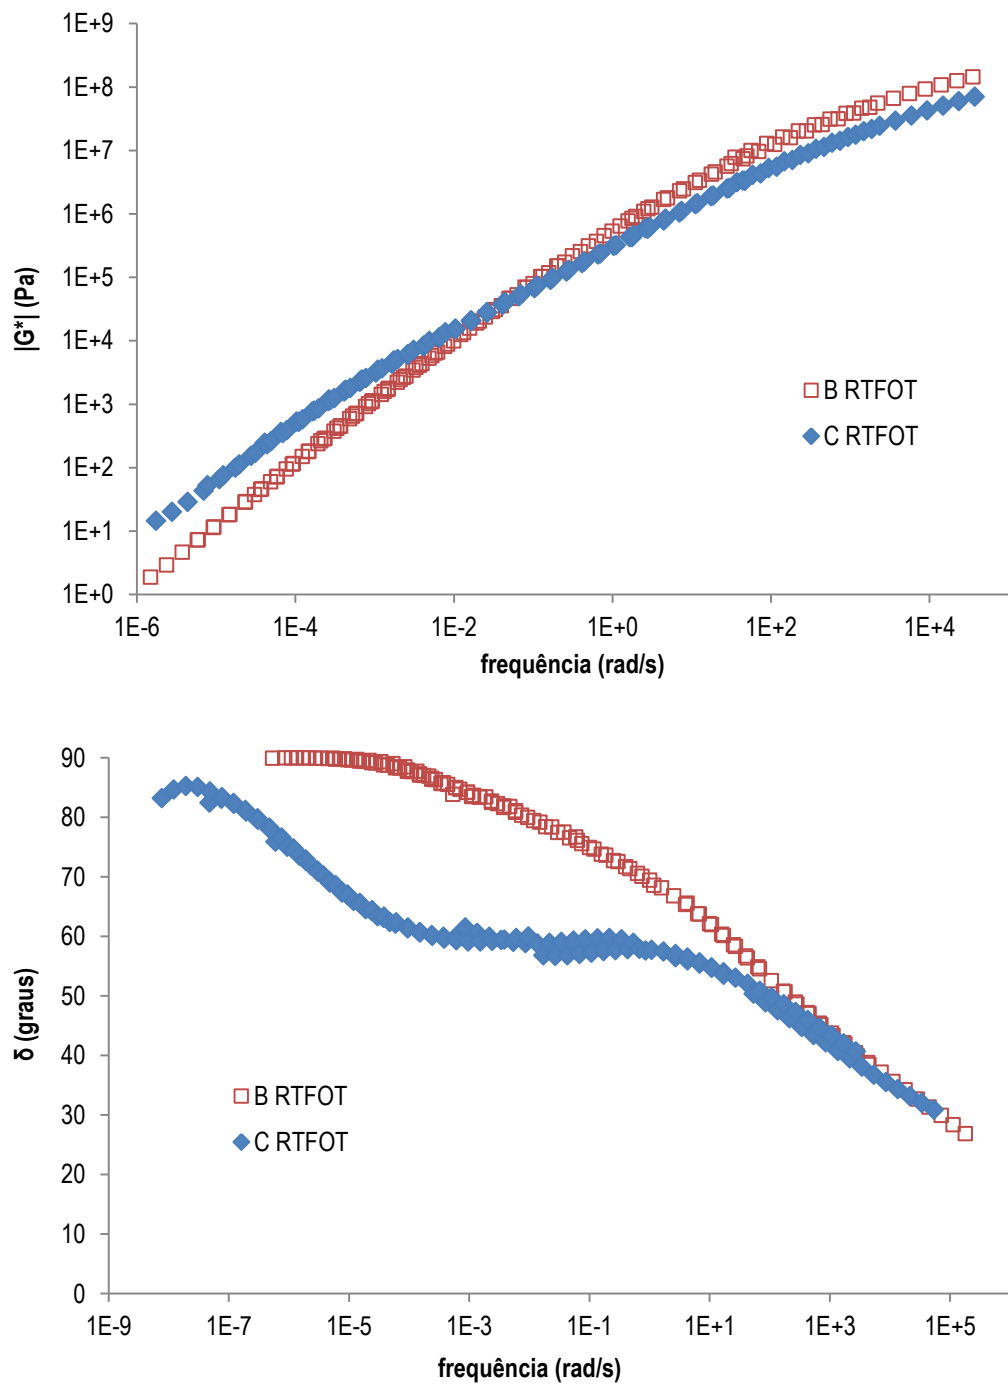 1E+9
1E+8
1E+7
1E+6
1E+5
1E+4
1E+3
1E+2
1E+1
1E+0
|G*| (Pa)
B RTFOT
C RTFOT
1E-6 1E-4 1E-2 1E+0 1E+2 1E+4
frequência (rad/s)
90
80
70
60
50
40
30
20
10
0
δ (graus)
B RTFOT
C RTFOT
1E-9 1E-7 1E-5 1E-3 1E-1 1E+1 1E+3 1E+5
frequência (rad/s)